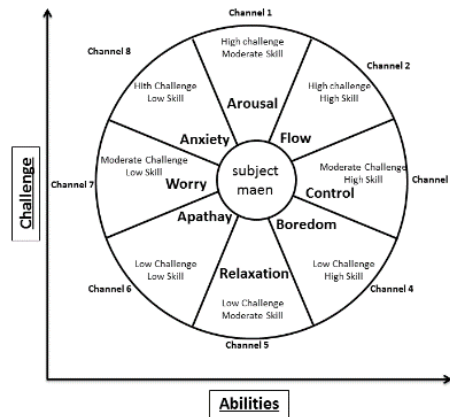 Channel 1
High challenge
Moderate Skill
Arousal
Channel 2
High challenge
High Skill
Flow
Channel
Moderate Challenge
High Skill
Control
Channel 4
Low Challenge
High Skill
Boredom
Channel 5
Relaxation
Low Challenge
Moderate Skill
Channel 6
Low Challenge
Low Skill
Apathay
Channel 7
Moderate Challenge
Low Skill
Worry
Channel 8
Hith Challenge
Low Skill
Anxiety
subject
maen
Challenge
Abilities